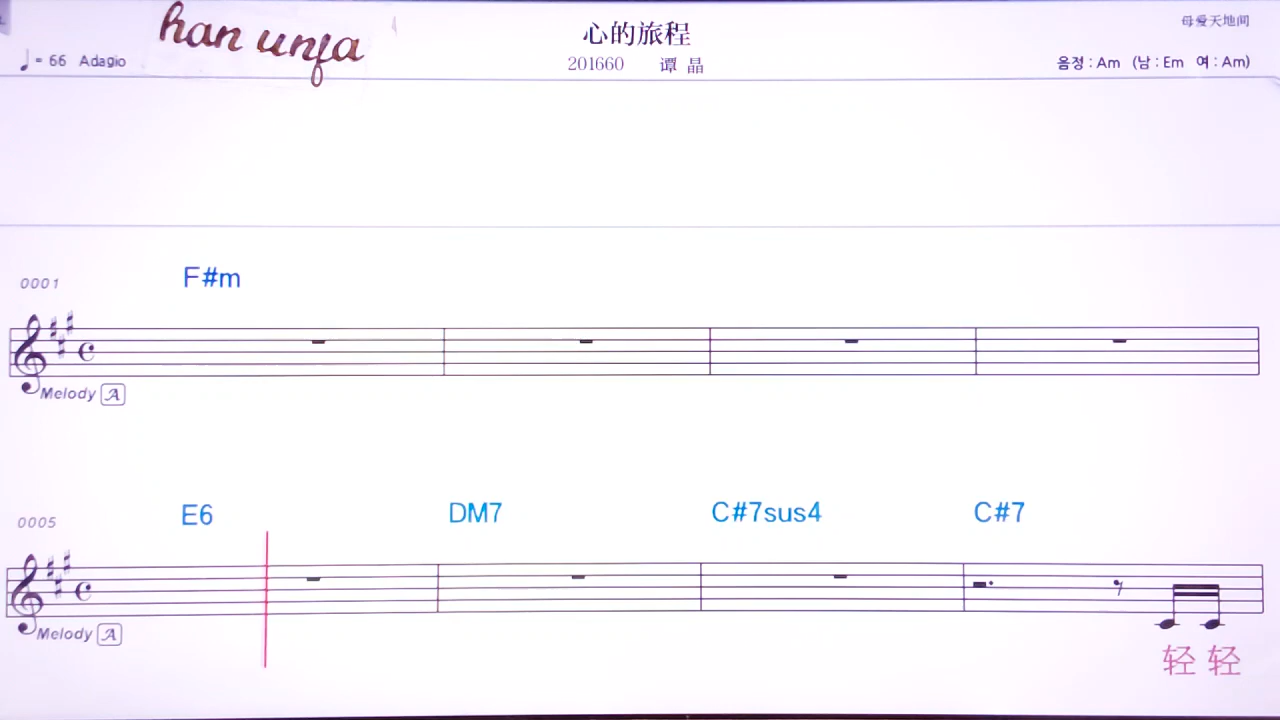 han unfa
心的旅程
母爱天地间
♩= 66 Adagio
201660 谭 晶
음정 : Am (남 : Em 여 : Am)
0001
F#m
Melody A
0005
E6 DM7 C#7sus4 C#7
Melody A
轻 轻